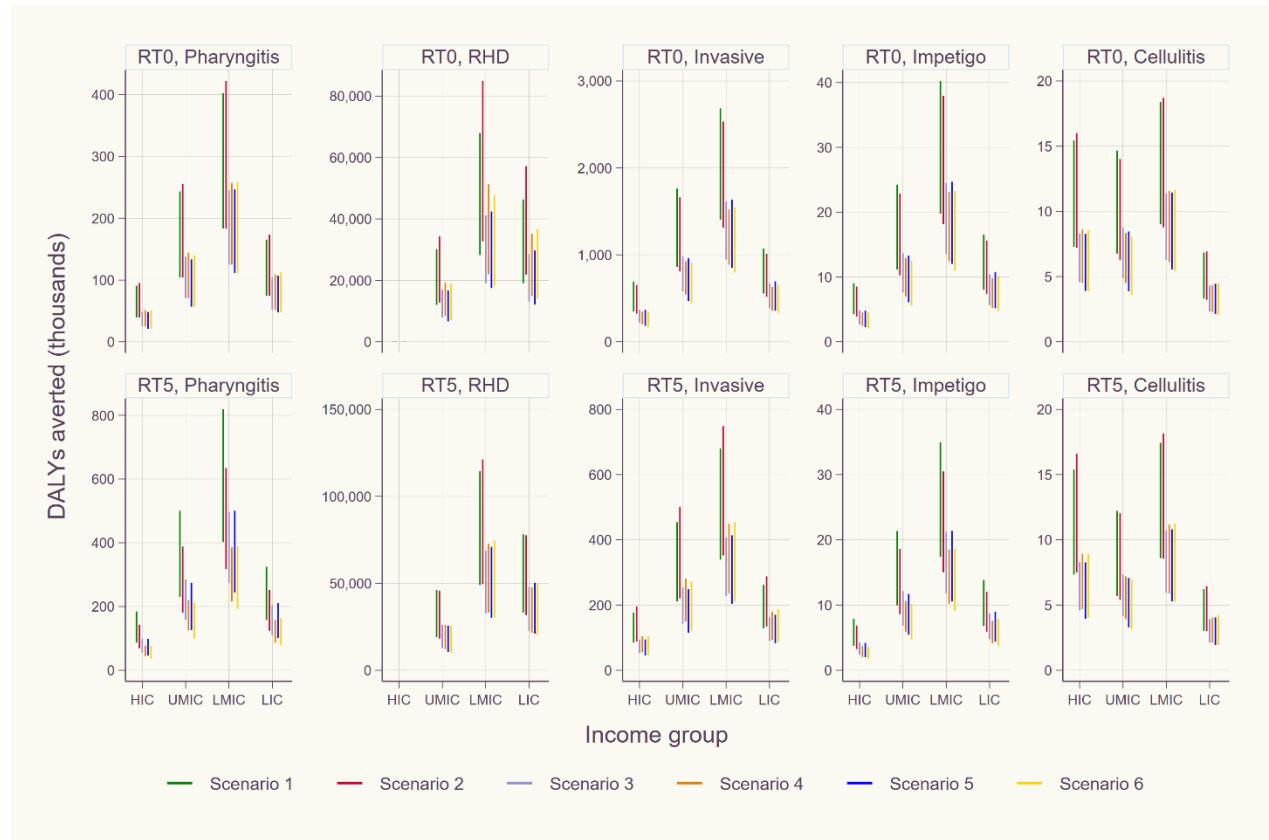 RT0, Pharyngitis RT0, RHD RT0, Invasive RT0, Impetigo RT0, Cellulitis
400 80,000 3,000 40 20
300 60,000 2,000 30 15
200 40,000 1,000 20 10
100 20,000 0 10 5
0 0 0 0
DALYs averted (thousands)
RT5, Pharyngitis RT5, RHD RT5, Invasive RT5, Impetigo RT5, Cellulitis
800 150,000 800 40 20
600 100,000 600 30 15
400 50,000 400 20 10
200 0 200 10 5
0 0 0 0
HIC UMIC LMIC LIC HIC UMIC LMIC LIC HIC UMIC LMIC LIC HIC UMIC LMIC LIC HIC UMIC LMIC LIC
Income group
Scenario 1 Scenario 2 Scenario 3 Scenario 4 Scenario 5 Scenario 6